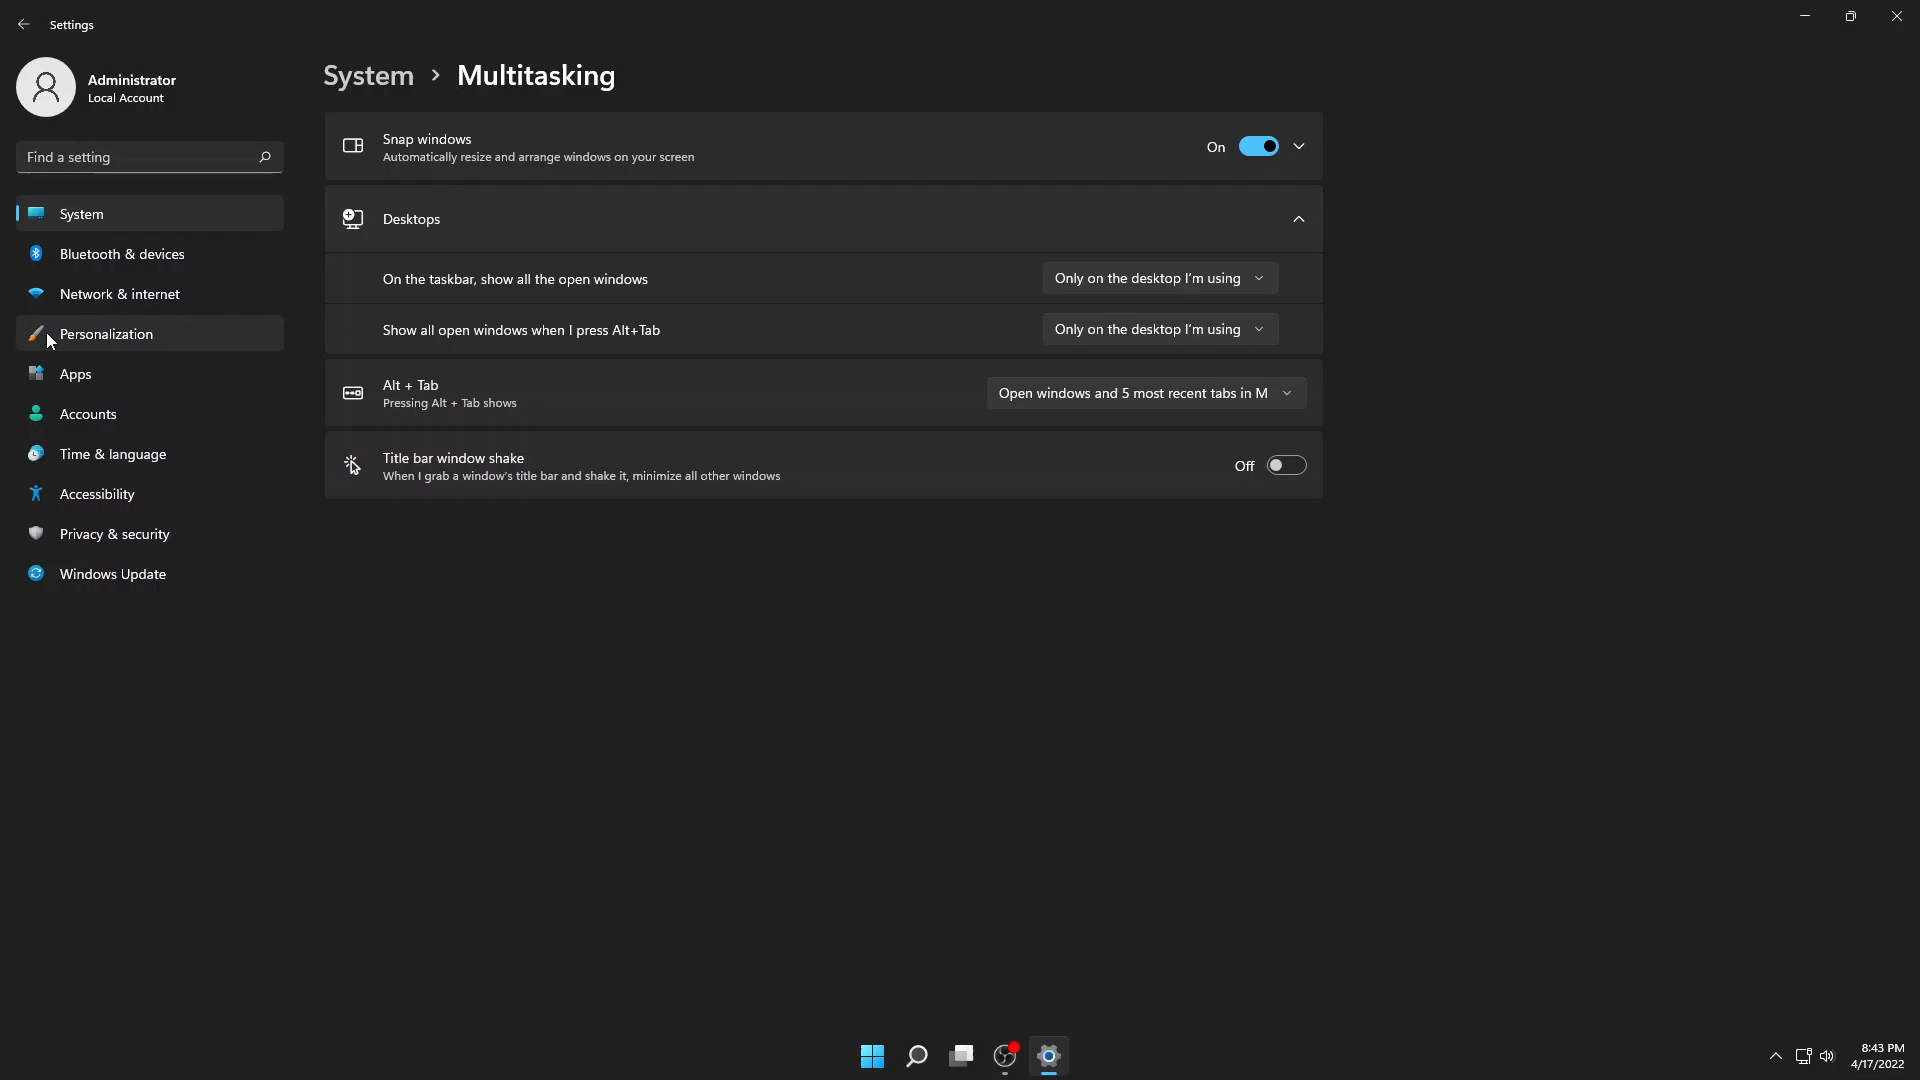 Settings
Administrator
Local Account
Find a setting
System
Bluetooth & devices
Network & internet
Personalization
Apps
Accounts
Time & language
Accessibility
Privacy & security
Windows Update
System > Multitasking
Snap windows
Automatically resize and arrange windows on your screen
On
Desktops
On the taskbar, show all the open windows
Only on the desktop I'm using
Show all open windows when I press Alt+Tab
Only on the desktop I'm using
Alt + Tab
Pressing Alt + Tab shows
Open windows and 5 most recent tabs in M
Title bar window shake
When I grab a window's title bar and shake it, minimize all other windows
Off
8:43 PM
4/17/2022